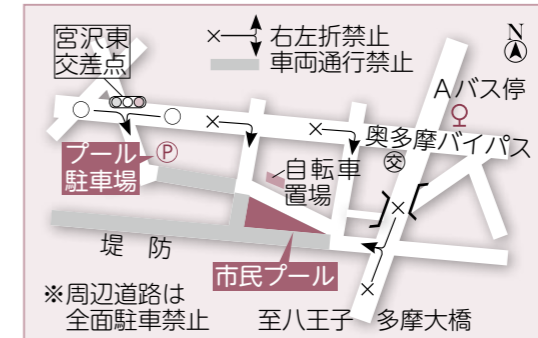 宮沢東
交差点
右左折禁止
車両通行禁止
N
Aバス停
奥多摩バイパス
交
プール
駐車場
P
自転車
置場
堤 防
市民プール
※周辺道路は
全面駐車禁止
至八王子 多摩大橋